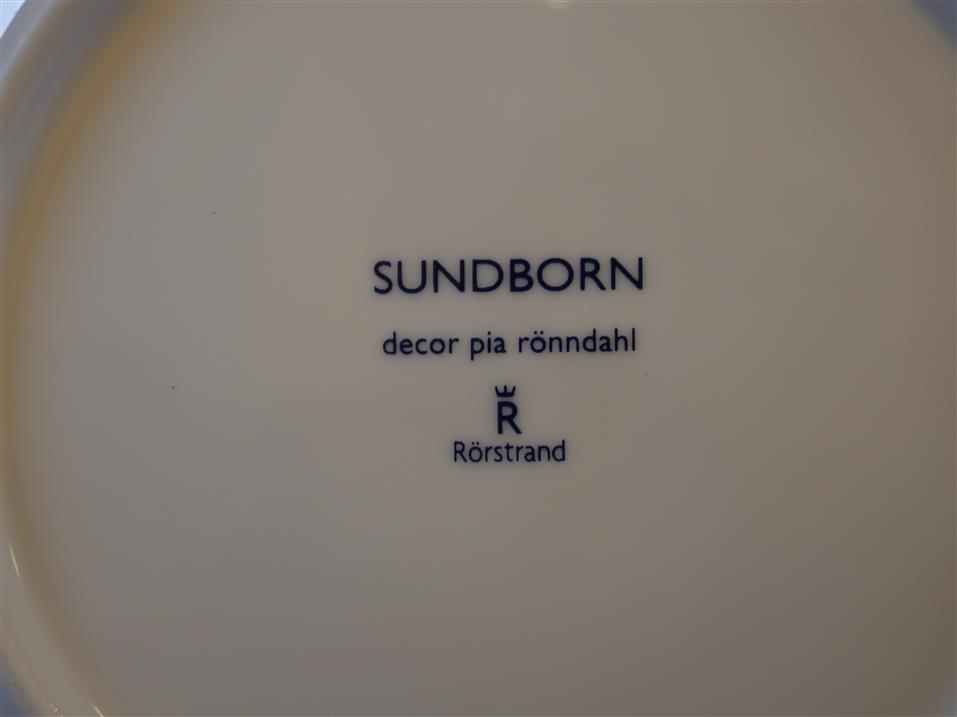 SUNDBORN
decor pia rönndahl
R
Rörstrand